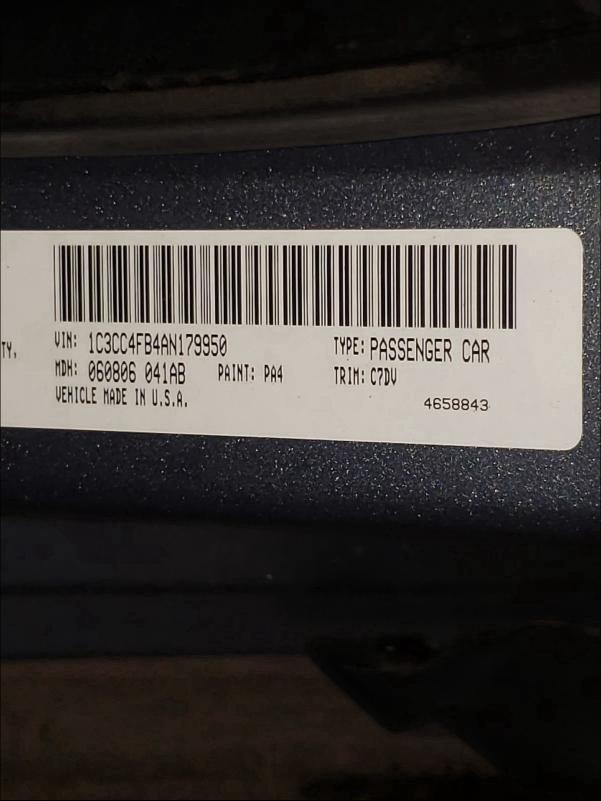 TY,
VIN: 1C3CC4FB4AN179950
TYPE: PASSENGER CAR
MDH: 060806 041AB
PAINT: PA4
TRIM: C7DV
VEHICLE MADE IN U.S.A.
4658843